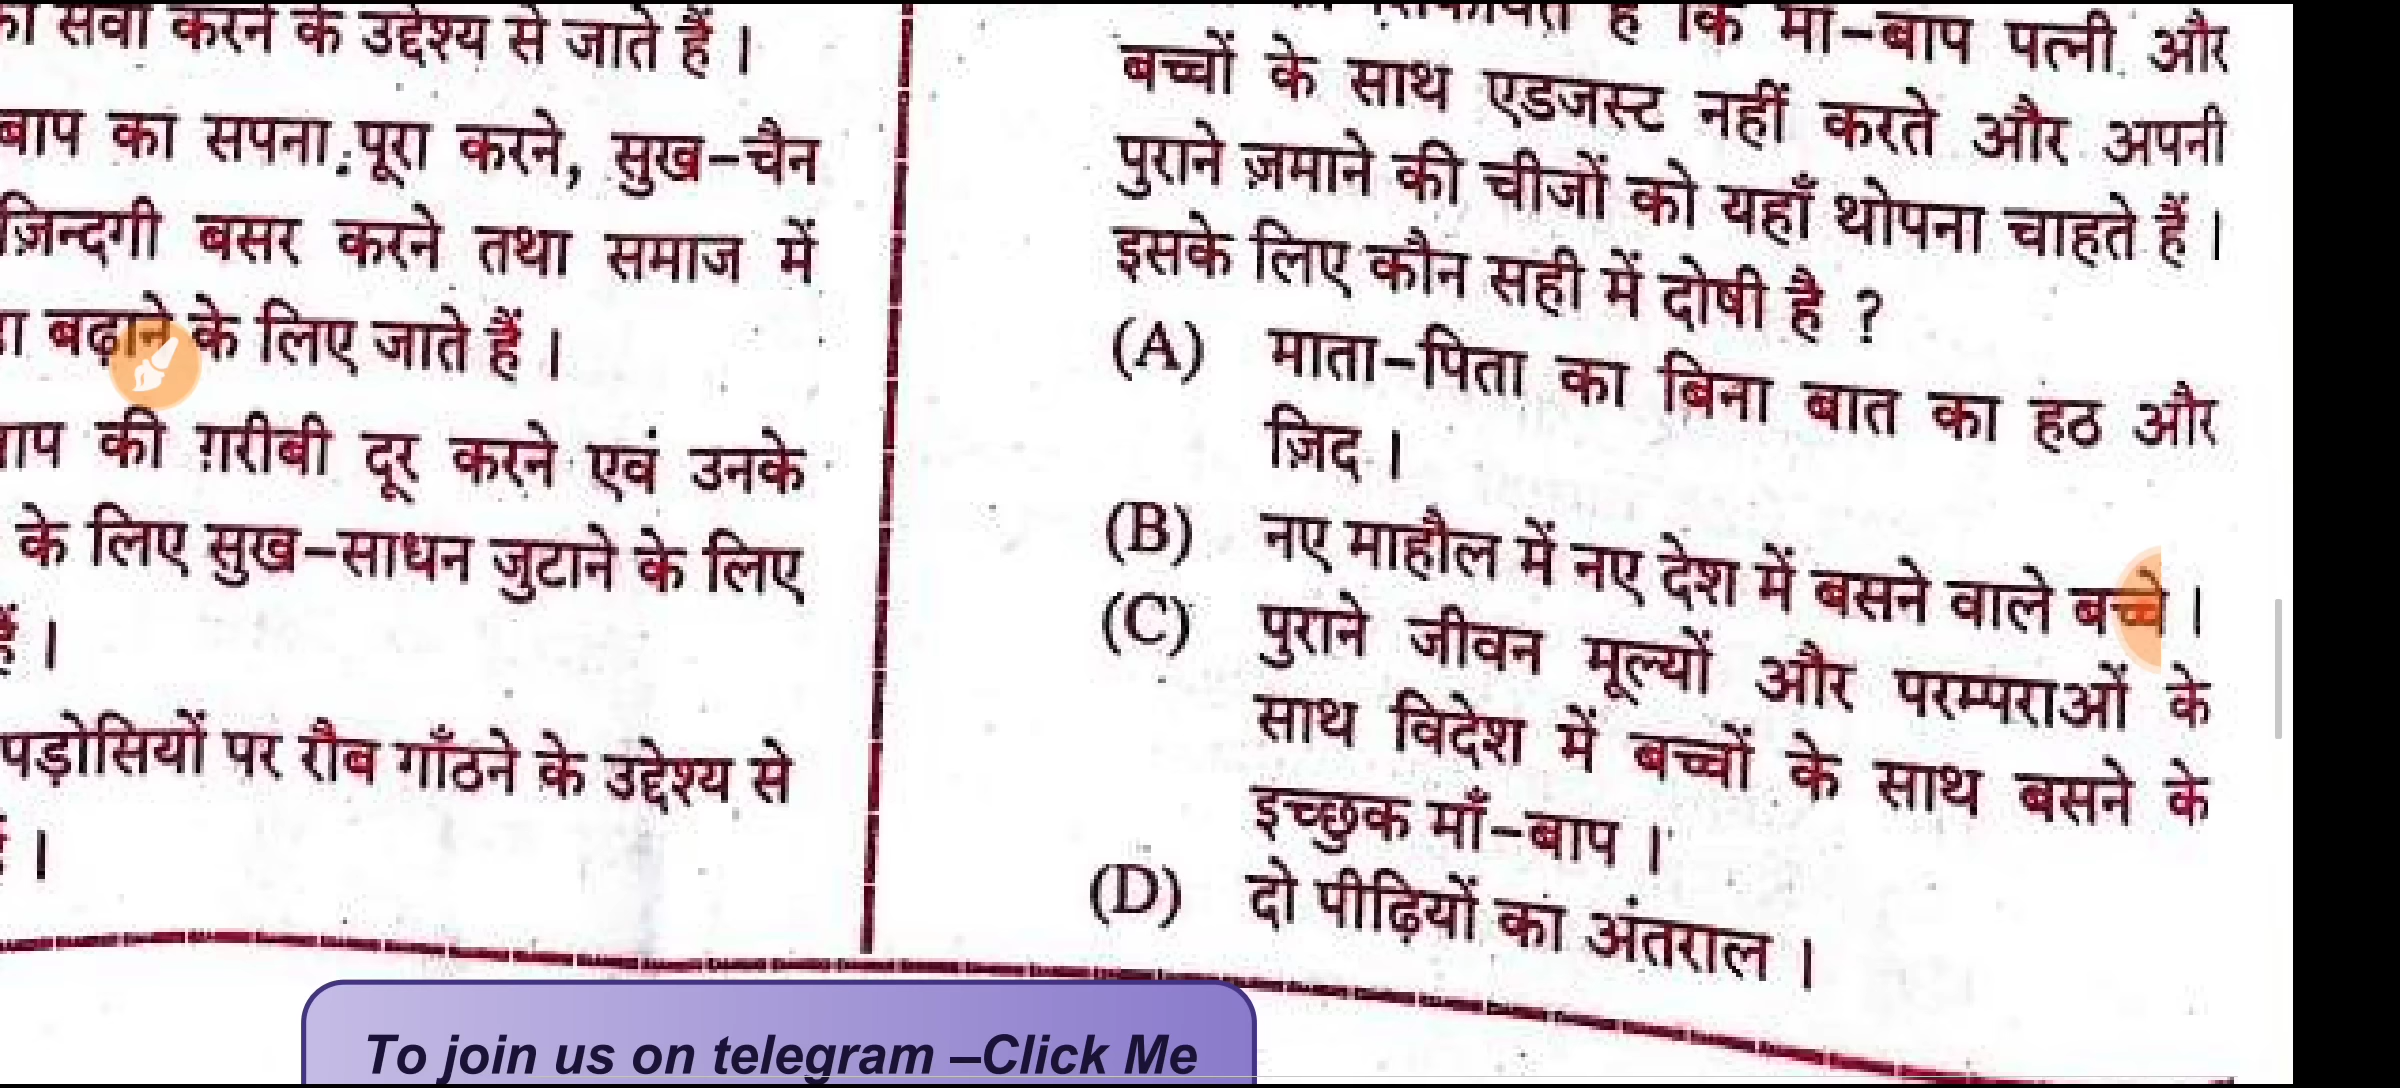 सेवा करने के उद्देश्य से जाते हैं ।
बाप का सपना पूरा करने, सुख-चैन
ज़िन्दगी बसर करने तथा समाज में
बढ़ाने के लिए जाते हैं ।
की ग़रीबी दूर करने एवं उनके
के लिए सुख-साधन जुटाने के लिए
हैं ।
पड़ोसियों पर रौब गाँठने के उद्देश्य से
।
है कि माँ-बाप पत्नी और
बच्चों के साथ एडजस्ट नहीं करते और अपनी
पुराने ज़माने की चीजों को यहाँ थोपना चाहते हैं ।
इसके लिए कौन सही में दोषी है ?
(A) माता-पिता का बिना बात का हठ और
ज़िद ।
(B) नए माहौल में नए देश में बसने वाले बच्चे ।
(C) पुराने जीवन मूल्यों और परम्पराओं के
साथ विदेश में बच्चों के साथ बसने के
इच्छुक माँ-बाप ।
(D) दो पीढ़ियों का अंतराल ।
To join us on telegram –Click Me